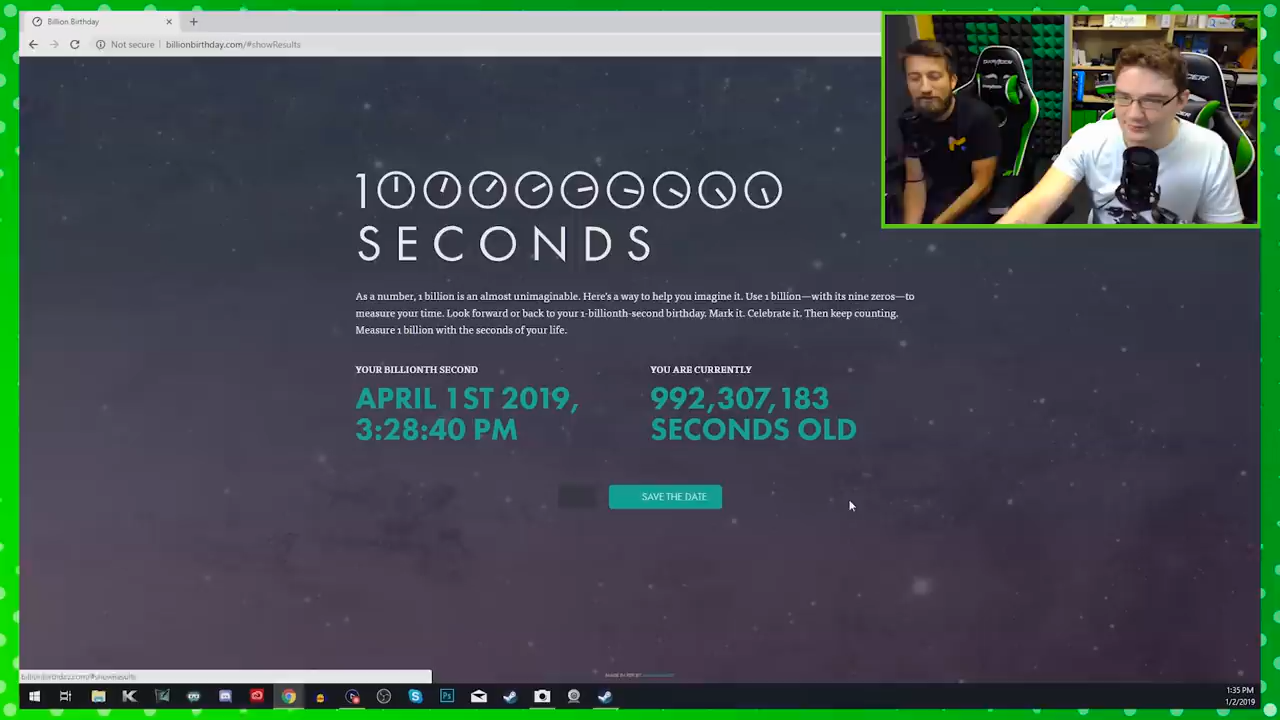 Billion Birthday
Not secure
billionbirthday.com/#showResults
1000000000
SECONDS
As a number, 1 billion is an almost unimaginable. Here's a way to help you imagine it. Use 1 billion—with its nine zeros—to
measure your time. Look forward or back to your 1-billionth-second birthday. Mark it. Celebrate it. Then keep counting.
Measure 1 billion with the seconds of your life.
YOUR BILLIONTH SECOND
APRIL 1ST 2019,
3:28:40 PM
YOU ARE CURRENTLY
992,307,183
SECONDS OLD
SAVE THE DATE
billionbirthday.com/#showResults
1:35 PM
1/2/2019